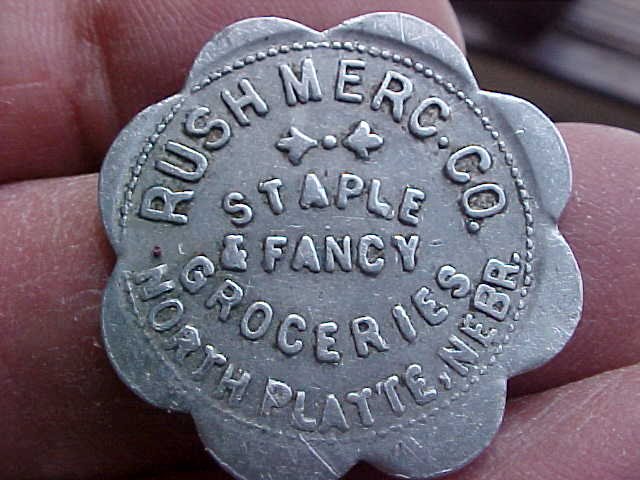 RUSH MERC. CO.
STAPLE
& FANCY
GROCERIES
NORTH PLATTE, NEBR.